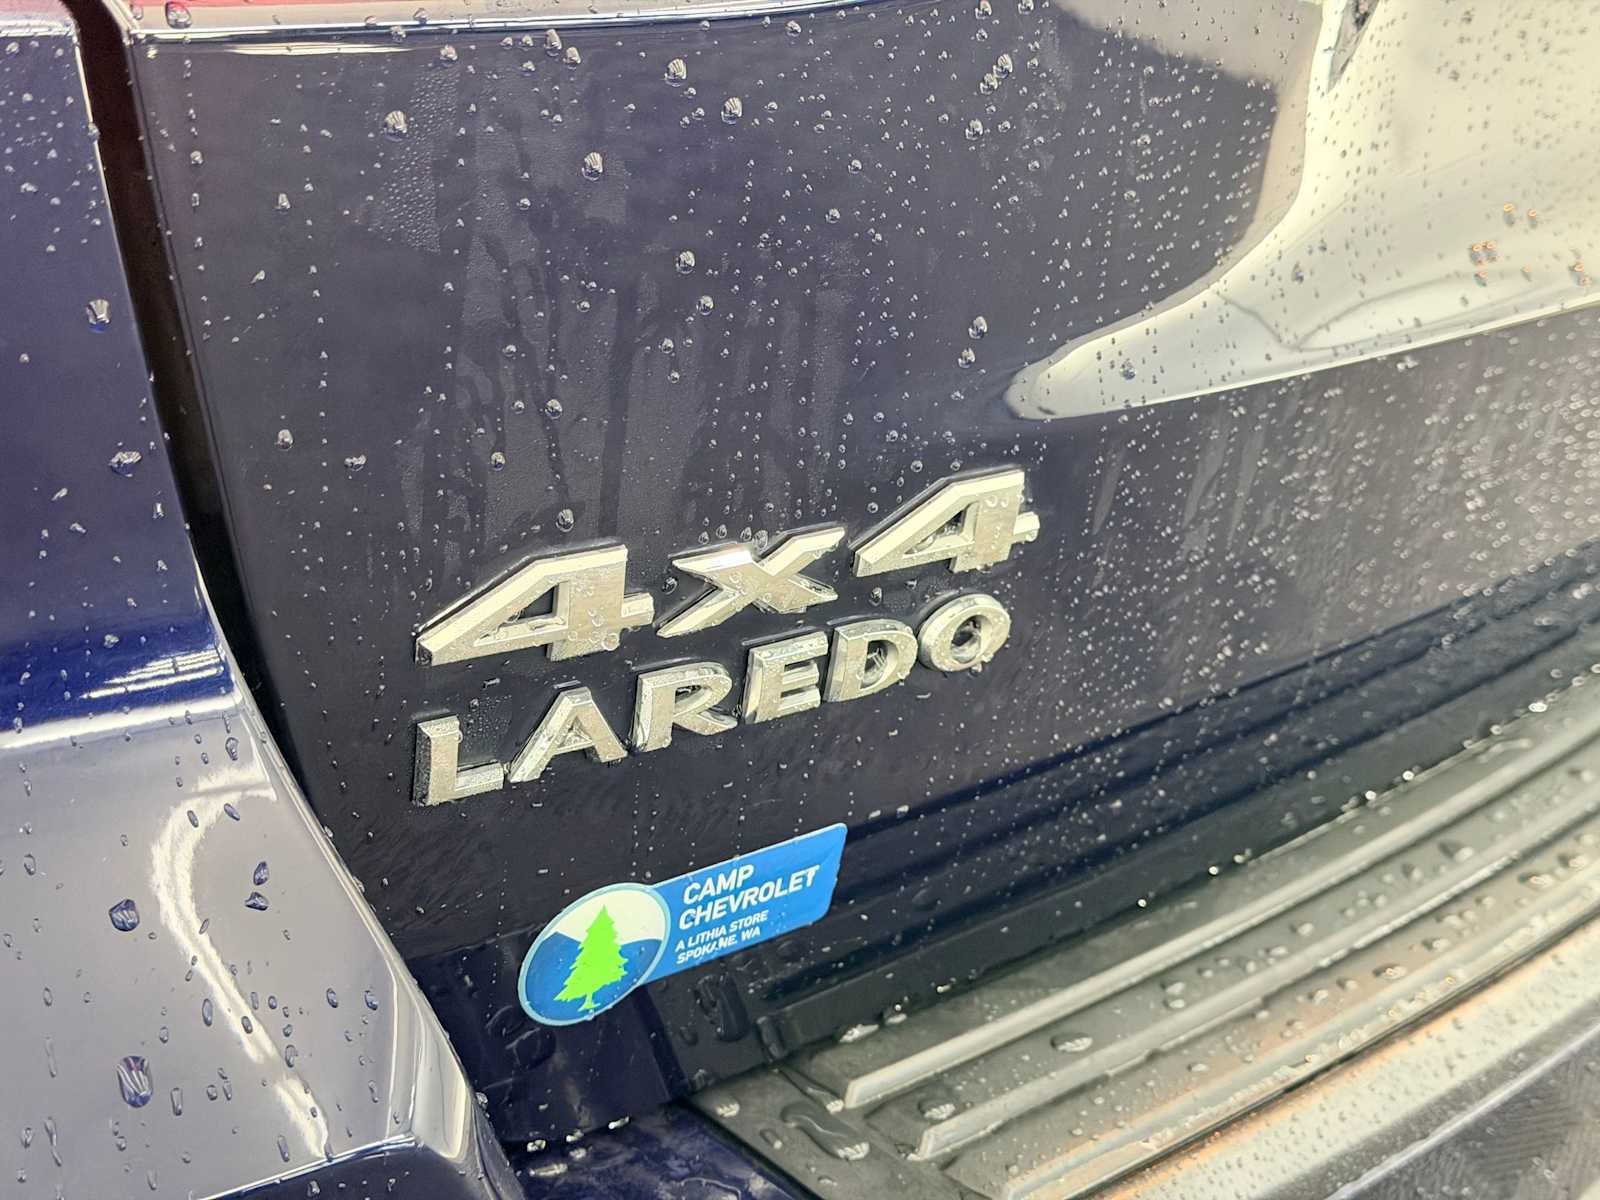 4x4
LAREDO
CAMP
CHEVROLET
A LITHIA STORE
SPOKANE, WA